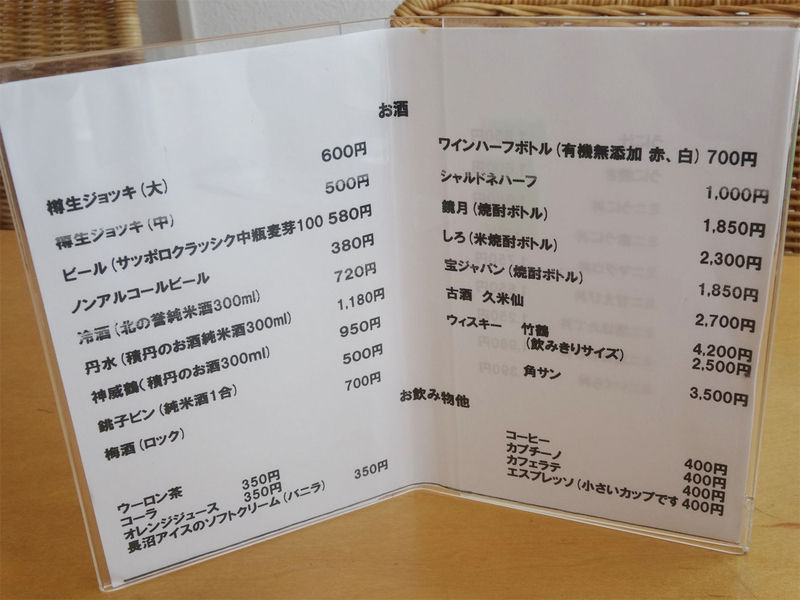 お酒
樽生ジョッキ(大) 600円
樽生ジョッキ(中) 500円
ビール(サッポロクラッシク中瓶麦芽100 580円
ノンアルコールビール 380円
冷酒(北の誉純米酒300ml) 720円
丹水(積丹のお酒純米酒300ml) 1,180円
神威鶴(積丹のお酒300ml) 950円
銚子ビン(純米酒1合) 500円
梅酒(ロック) 700円
ワインハーフボトル(有機無添加 赤、白) 700円
シャルドネハーフ 1,000円
鏡月(焼酎ボトル) 1,850円
しろ(米焼酎ボトル) 2,300円
宝ジャパン(焼酎ボトル) 1,850円
古酒 久米仙 2,700円
ウィスキー 竹鶴 4,200円
(飲みきりサイズ) 2,500円
角サン 3,500円
お飲み物他
ウーロン茶 350円
コーラ 350円
オレンジジュース 350円
長沼アイスのソフトクリーム(バニラ)
コーヒー 400円
カプチーノ 400円
カフェラテ 400円
エスプレッソ(小さいカップです 400円